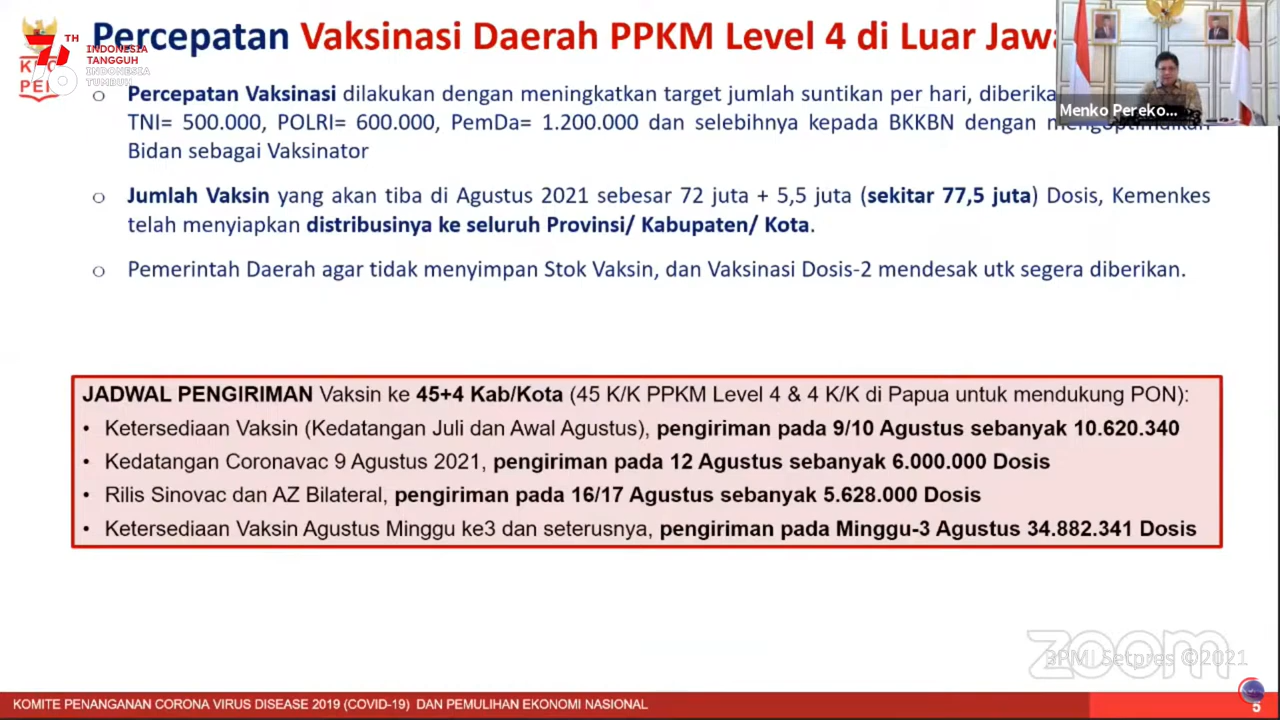 Percepatan Vaksinasi Daerah PPKM Level 4 di Luar Jawa
TH
INDONESIA
TANGGUH
INDONESIA
TUMBUH
76
Menko Pereko...
Percepatan Vaksinasi dilakukan dengan meningkatkan target jumlah suntikan per hari,
TNI= 500.000, POLRI= 600.000, PemDa= 1.200.000 dan selebihnya kepada BKKBN dengan mengoptimalkan
Bidan sebagai Vaksinator
Jumlah Vaksin yang akan tiba di Agustus 2021 sebesar 72 juta + 5,5 juta (sekitar 77,5 juta) Dosis, Kemenkes
telah menyiapkan distribusinya ke seluruh Provinsi/ Kabupaten/ Kota.
Pemerintah Daerah agar tidak menyimpan Stok Vaksin, dan Vaksinasi Dosis-2 mendesak utk segera diberikan.
JADWAL PENGIRIMAN Vaksin ke 45+4 Kab/Kota (45 K/K PPKM Level 4 & 4 K/K di Papua untuk mendukung PON):
• Ketersediaan Vaksin (Kedatangan Juli dan Awal Agustus), pengiriman pada 9/10 Agustus sebanyak 10.620.340
• Kedatangan Coronavac 9 Agustus 2021, pengiriman pada 12 Agustus sebanyak 6.000.000 Dosis
• Rilis Sinovac dan AZ Bilateral, pengiriman pada 16/17 Agustus sebanyak 5.628.000 Dosis
• Ketersediaan Vaksin Agustus Minggu ke3 dan seterusnya, pengiriman pada Minggu-3 Agustus 34.882.341 Dosis
zoom
BPMI Setpres ©2021
KOMITE PENANGANAN CORONA VIRUS DISEASE 2019 (COVID-19) DAN PEMULIHAN EKONOMI NASIONAL
5